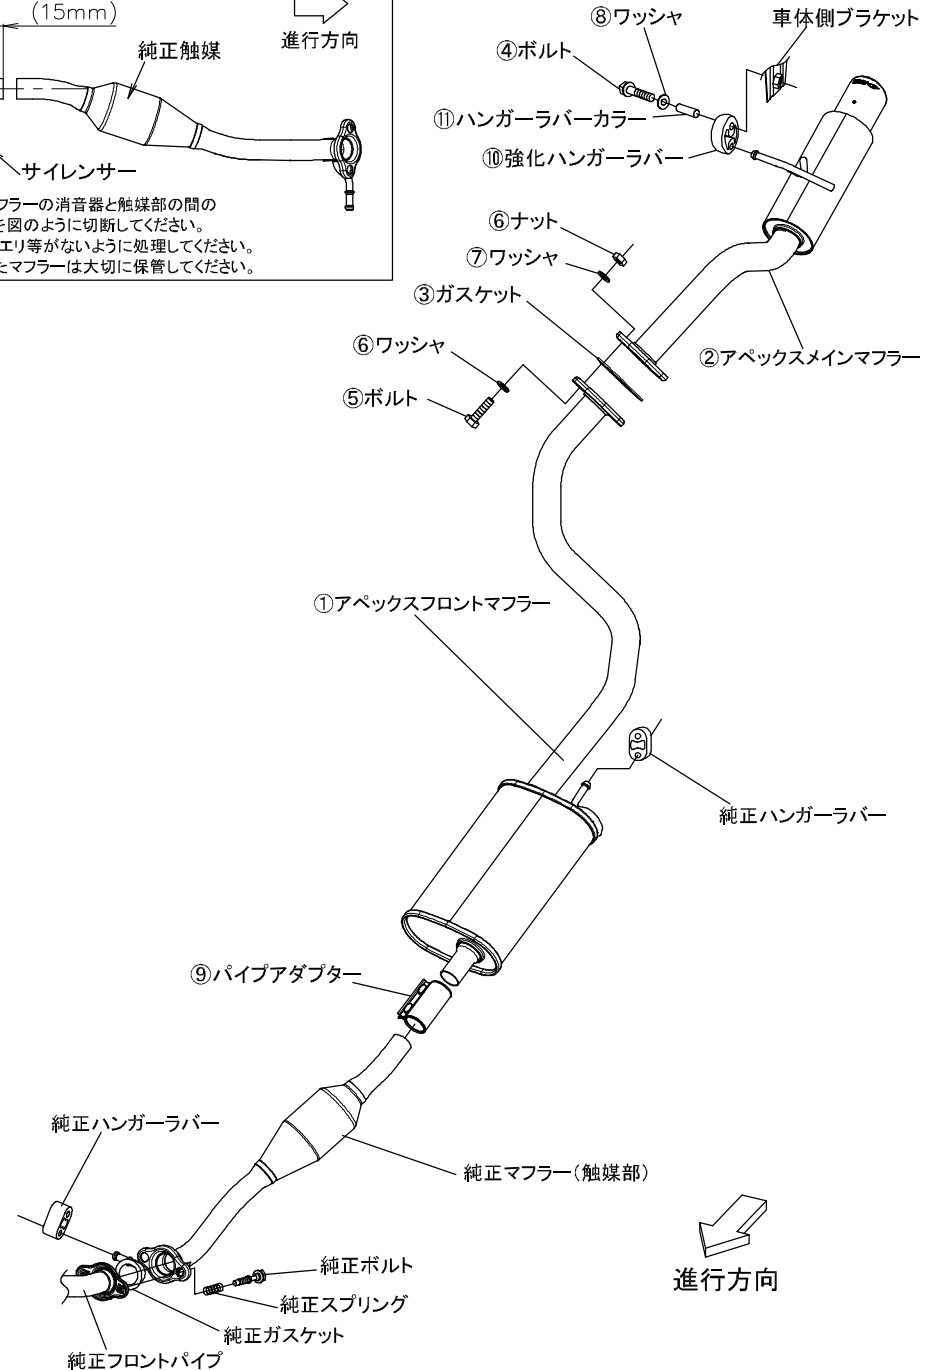 (15mm)
進行方向
純正触媒
サイレンサー
フラーの消音器と触媒部の間の
を図のように切断してください。
エリ等がないように処理してください。
たマフラーは大切に保管してください。
⑧ワッシャ
車体側ブラケット
④ボルト
⑪ハンガーラバーカラー
⑩強化ハンガーラバー
⑥ナット
⑦ワッシャ
③ガスケット
②アペックスメインマフラー
⑥ワッシャ
⑤ボルト
①アペックスフロントマフラー
純正ハンガーラバー
⑨パイプアダプター
純正ハンガーラバー
純正マフラー(触媒部)
純正ボルト
進行方向
純正スプリング
純正ガスケット
純正フロントパイプ